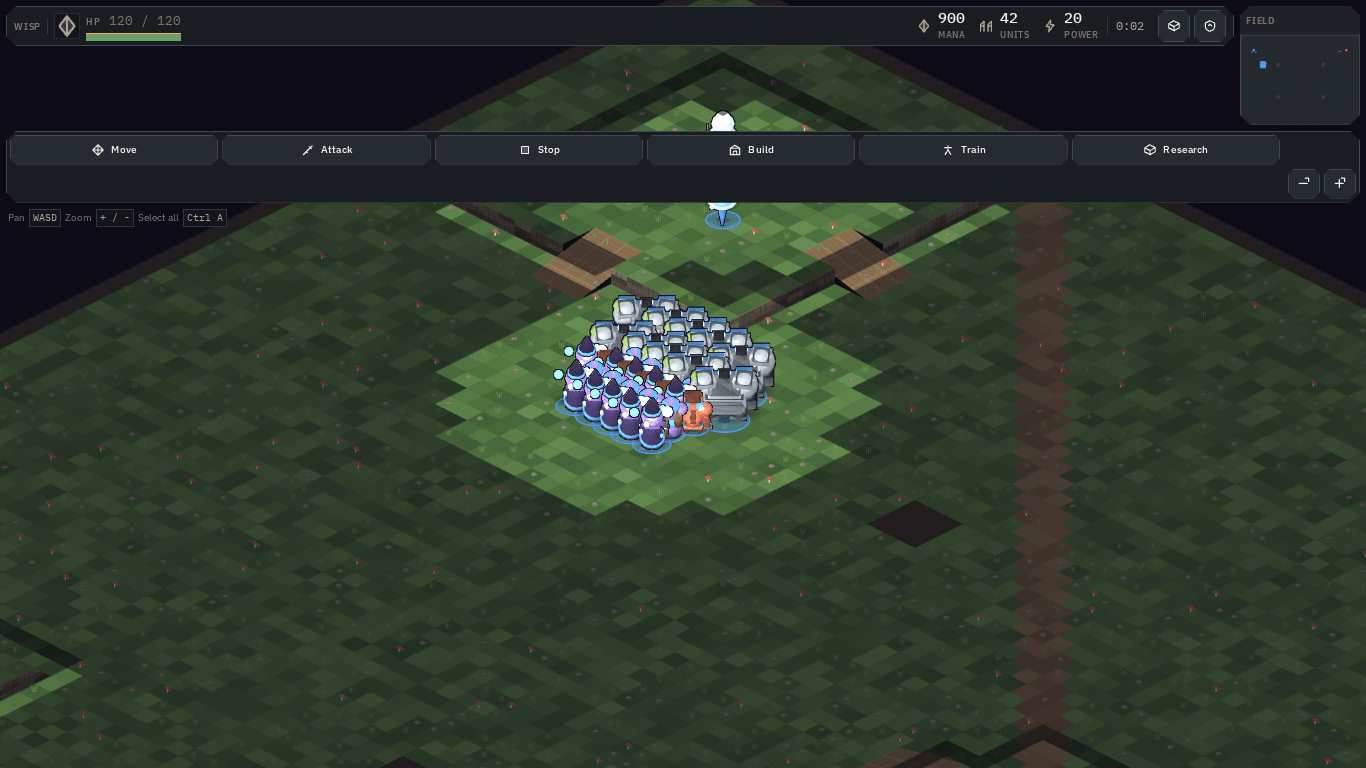 WISP HP 120 / 120 900 MANA 42 UNITS 20 POWER 0:02 FIELD
Move Attack Stop Build Train Research
Pan WASD Zoom + / - Select all Ctrl A